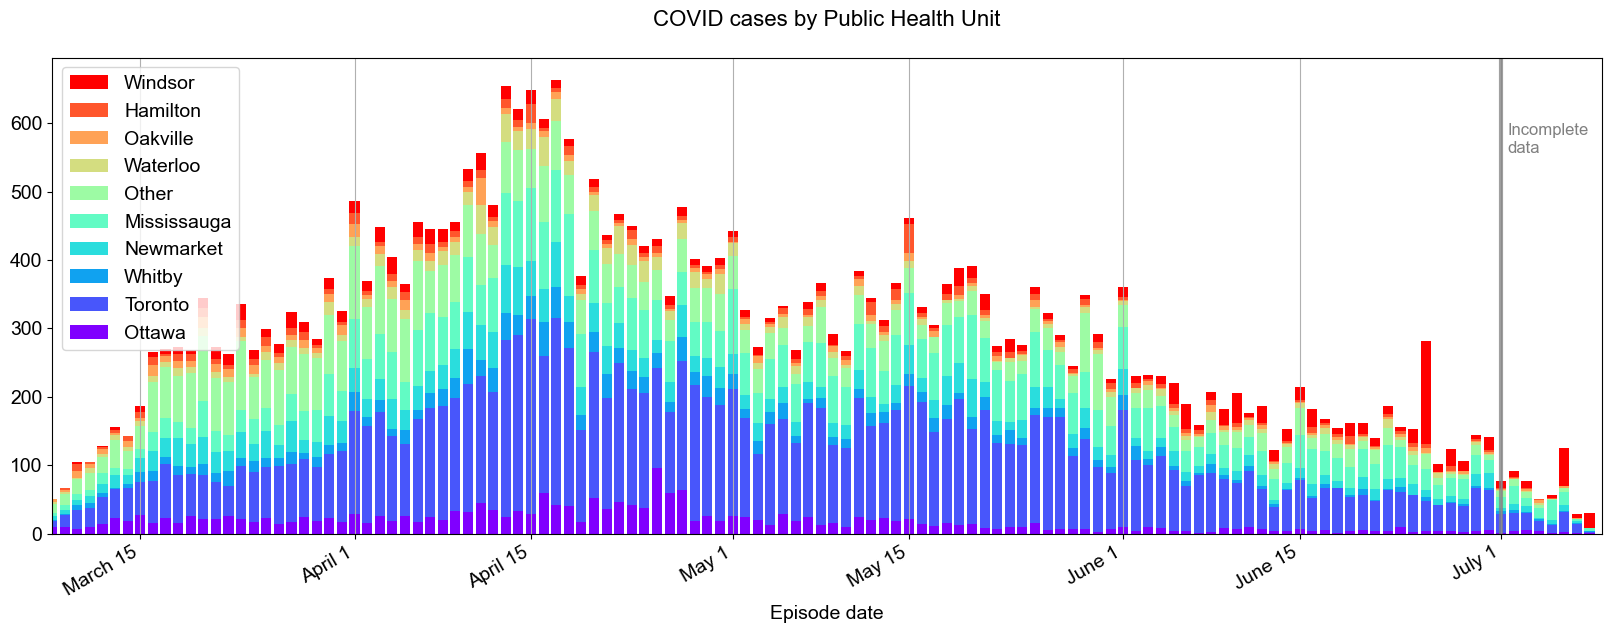 COVID cases by Public Health Unit
Windsor
Hamilton
Oakville
Waterloo
Other
Mississauga
Newmarket
Whitby
Toronto
Ottawa
Incomplete
data
600
500
400
300
200
100
0
March 15
April 1
April 15
May 1
May 15
June 1
June 15
July 1
Episode date